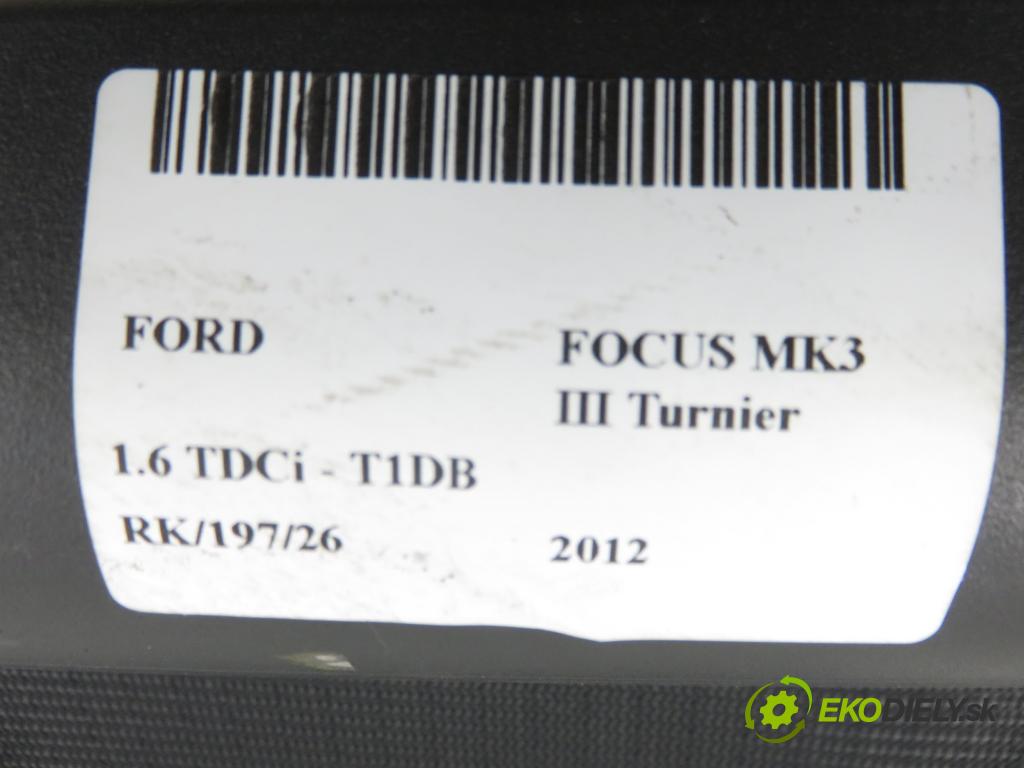 FORD
FOCUS MK3
III Turnier
1.6 TDCi - T1DB
RK/197/26
2012
EKODIELY.sk